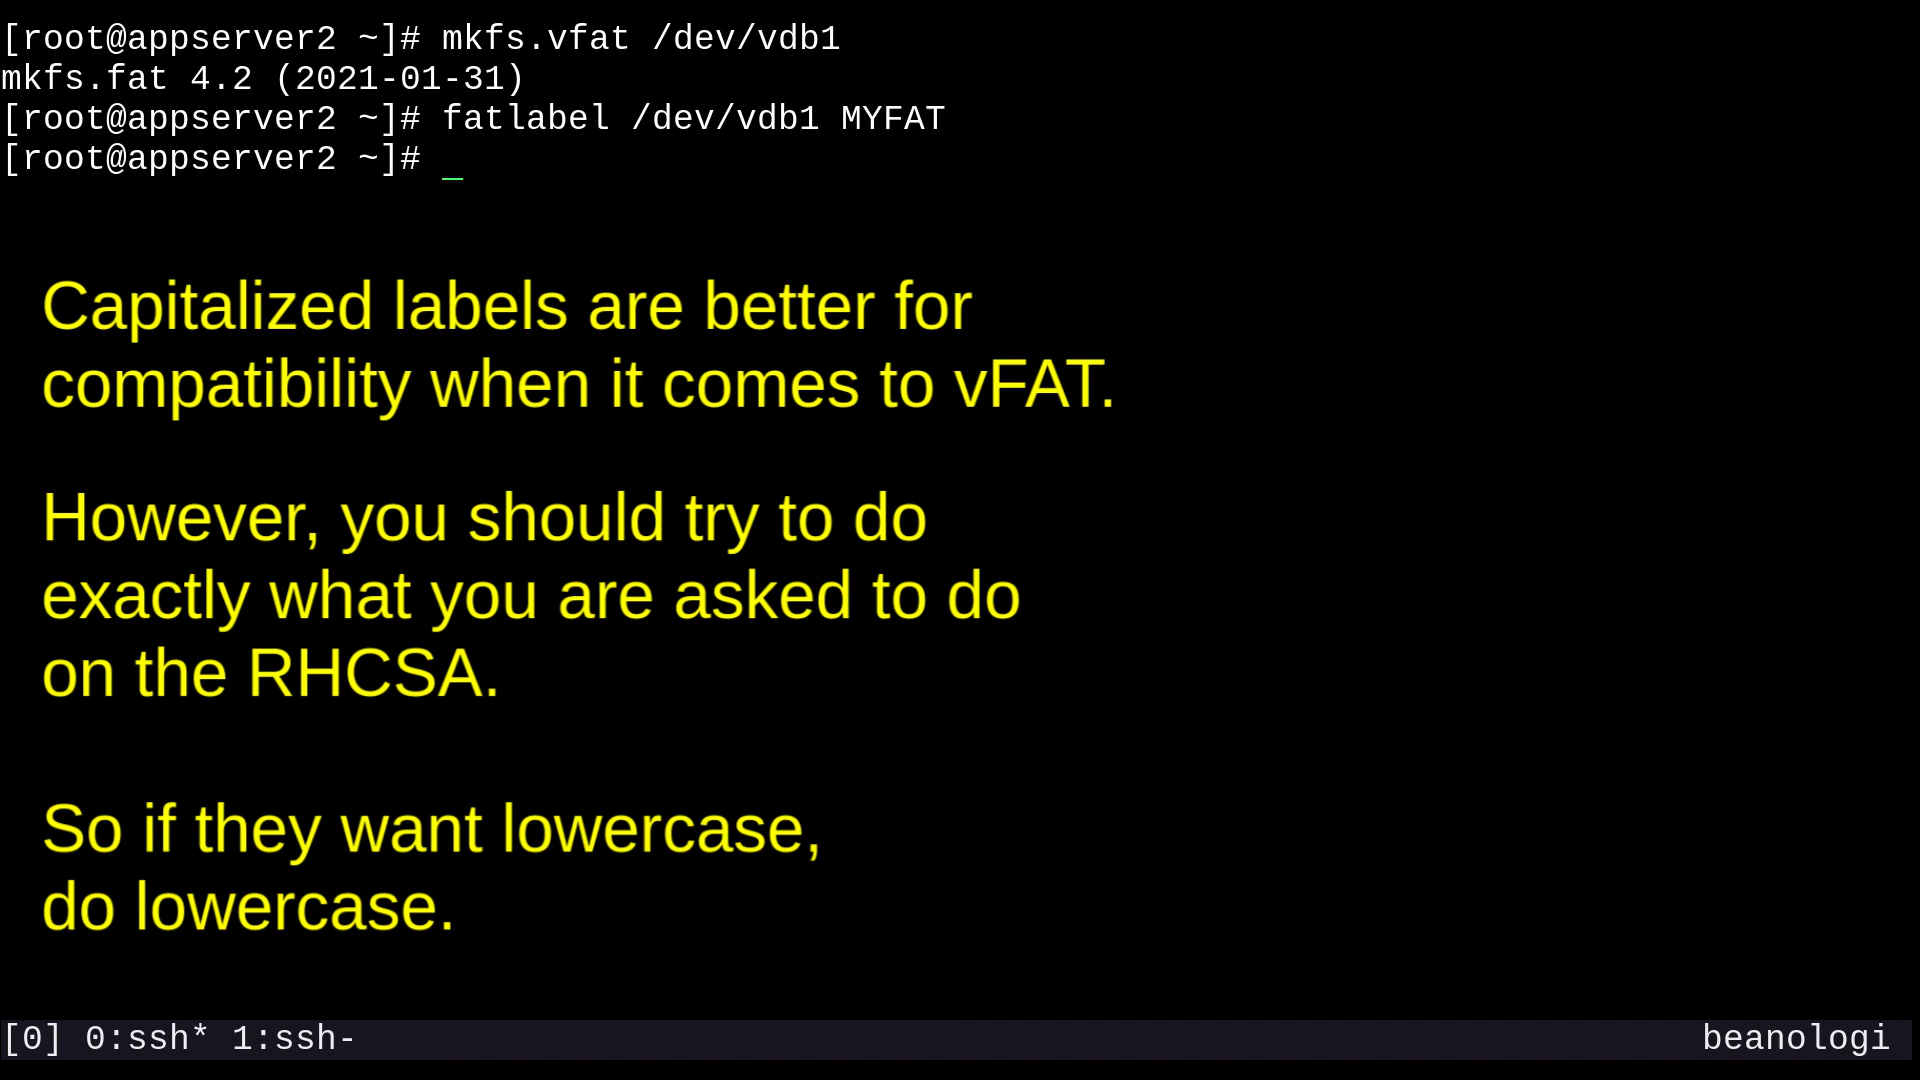 [root@appserver2 ~]# mkfs.vfat /dev/vdb1
mkfs.fat 4.2 (2021-01-31)
[root@appserver2 ~]# fatlabel /dev/vdb1 MYFAT
[root@appserver2 ~]# _
Capitalized labels are better for
compatibility when it comes to vFAT.
However, you should try to do
exactly what you are asked to do
on the RHCSA.
So if they want lowercase,
do lowercase.
[0] 0:ssh* 1:ssh- beanologi